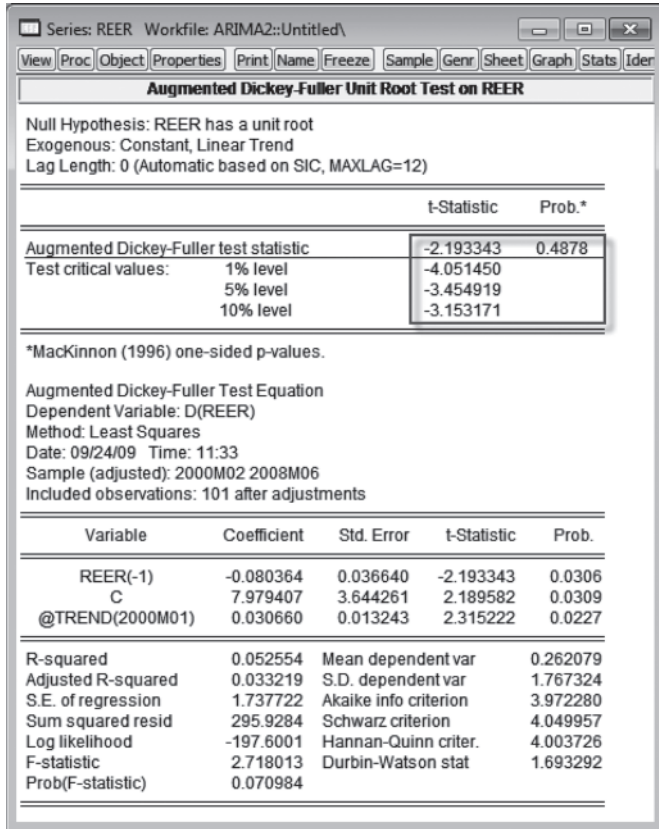 Series: REER Workfile: ARIMA2::Untitled\
View Proc Object Properties Print Name Freeze Sample Genr Sheet Graph Stats Iden
Augmented Dickey-Fuller Unit Root Test on REER
Null Hypothesis: REER has a unit root
Exogenous: Constant, Linear Trend
Lag Length: 0 (Automatic based on SIC, MAXLAG=12)
t-Statistic Prob.*
Augmented Dickey-Fuller test statistic -2.193343 0.4878
Test critical values: 1% level -4.051450
5% level -3.454919
10% level -3.153171
*MacKinnon (1996) one-sided p-values.
Augmented Dickey-Fuller Test Equation
Dependent Variable: D(REER)
Method: Least Squares
Date: 09/24/09 Time: 11:33
Sample (adjusted): 2000M02 2008M06
Included observations: 101 after adjustments
Variable Coefficient Std. Error t-Statistic Prob.
REER(-1) -0.080364 0.036640 -2.193343 0.0306
C 7.979407 3.644261 2.189582 0.0309
@TREND(2000M01) 0.030660 0.013243 2.315222 0.0227
R-squared 0.052554 Mean dependent var 0.262079
Adjusted R-squared 0.033219 S.D. dependent var 1.767324
S.E. of regression 1.737722 Akaike info criterion 3.972280
Sum squared resid 295.9284 Schwarz criterion 4.049957
Log likelihood -197.6001 Hannan-Quinn criter. 4.003726
F-statistic 2.718013 Durbin-Watson stat 1.693292
Prob(F-statistic) 0.070984